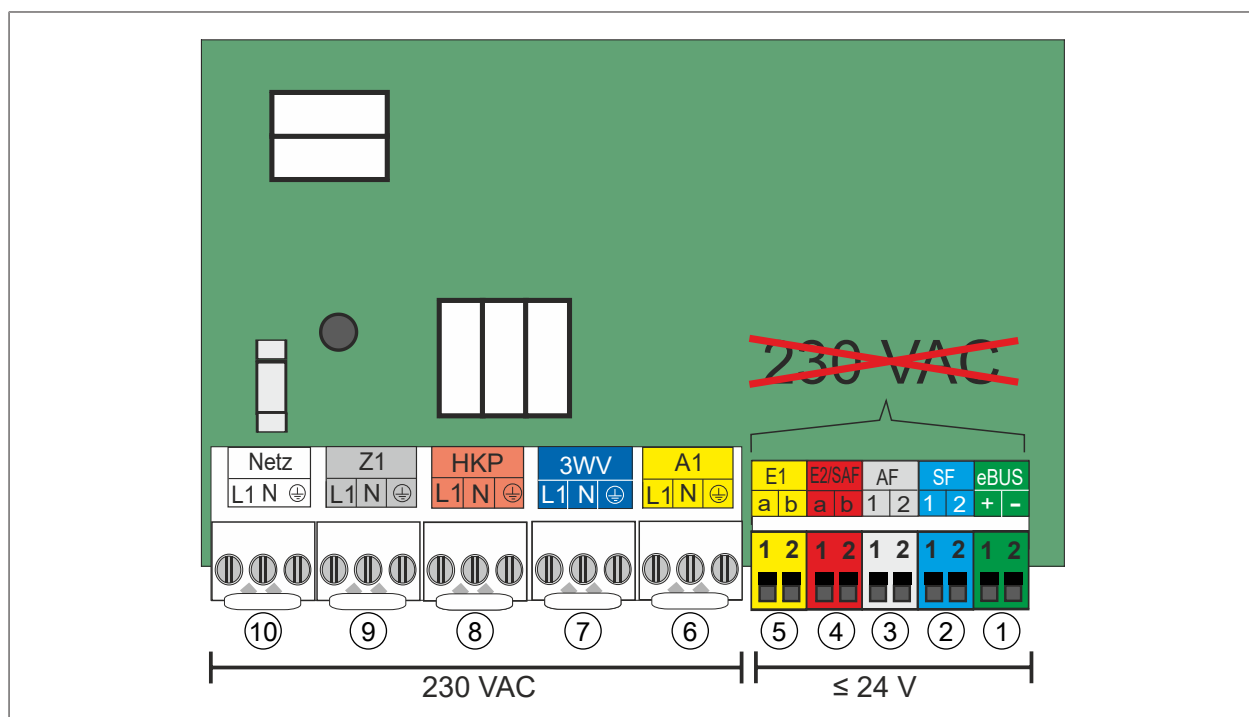 230 VAC
Netz Z1 HKP 3WV A1
L1 N L1 N L1 N L1 N L1 N
E1 E2/SAF AF SF eBUS
a b a b 1 2 1 2 + -
1 2 1 2 1 2 1 2 1 2
10 9 8 7 6 5 4 3 2 1
230 VAC ≤ 24 V